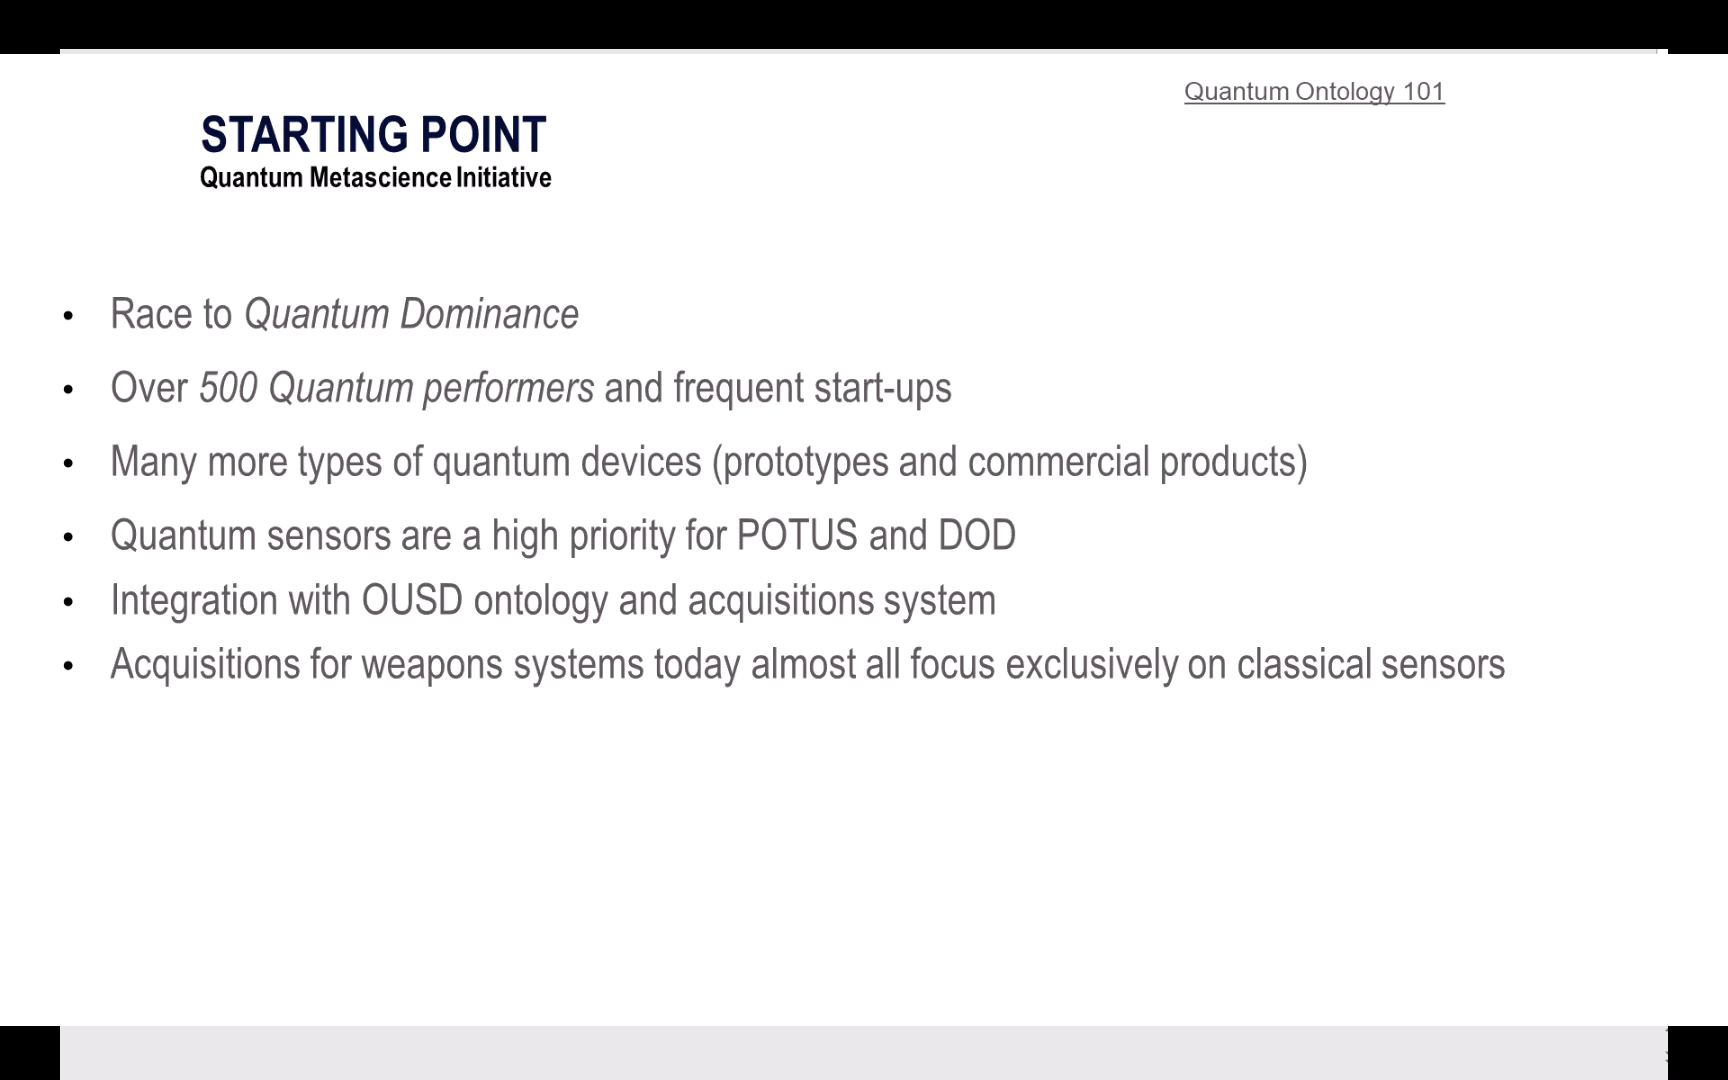 Quantum Ontology 101
STARTING POINT
Quantum Metascience Initiative
• Race to Quantum Dominance
• Over 500 Quantum performers and frequent start-ups
• Many more types of quantum devices (prototypes and commercial products)
• Quantum sensors are a high priority for POTUS and DOD
• Integration with OUSD ontology and acquisitions system
• Acquisitions for weapons systems today almost all focus exclusively on classical sensors